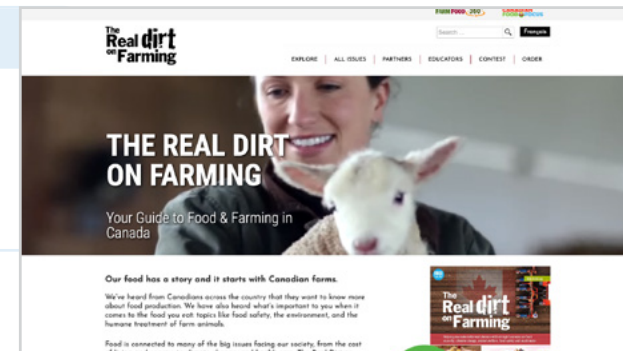 Search ...
Français
The
Real dirt
on Farming
EXPLORE
ALL ISSUES
PARTNERS
EDUCATORS
CONTEST
ORDER
THE REAL DIRT
ON FARMING
Your Guide to Food & Farming in
Canada
Our food has a story and it starts with Canadian farms.
We've heard from Canadians across the country that they want to know more
about food production. We have also heard what's important to you when it
comes to the food you eat: topics like food safety, the environment, and the
humane treatment of farm animals.
Food is connected to many of the big issues facing our society, from the cost
The
Real dirt
on Farming